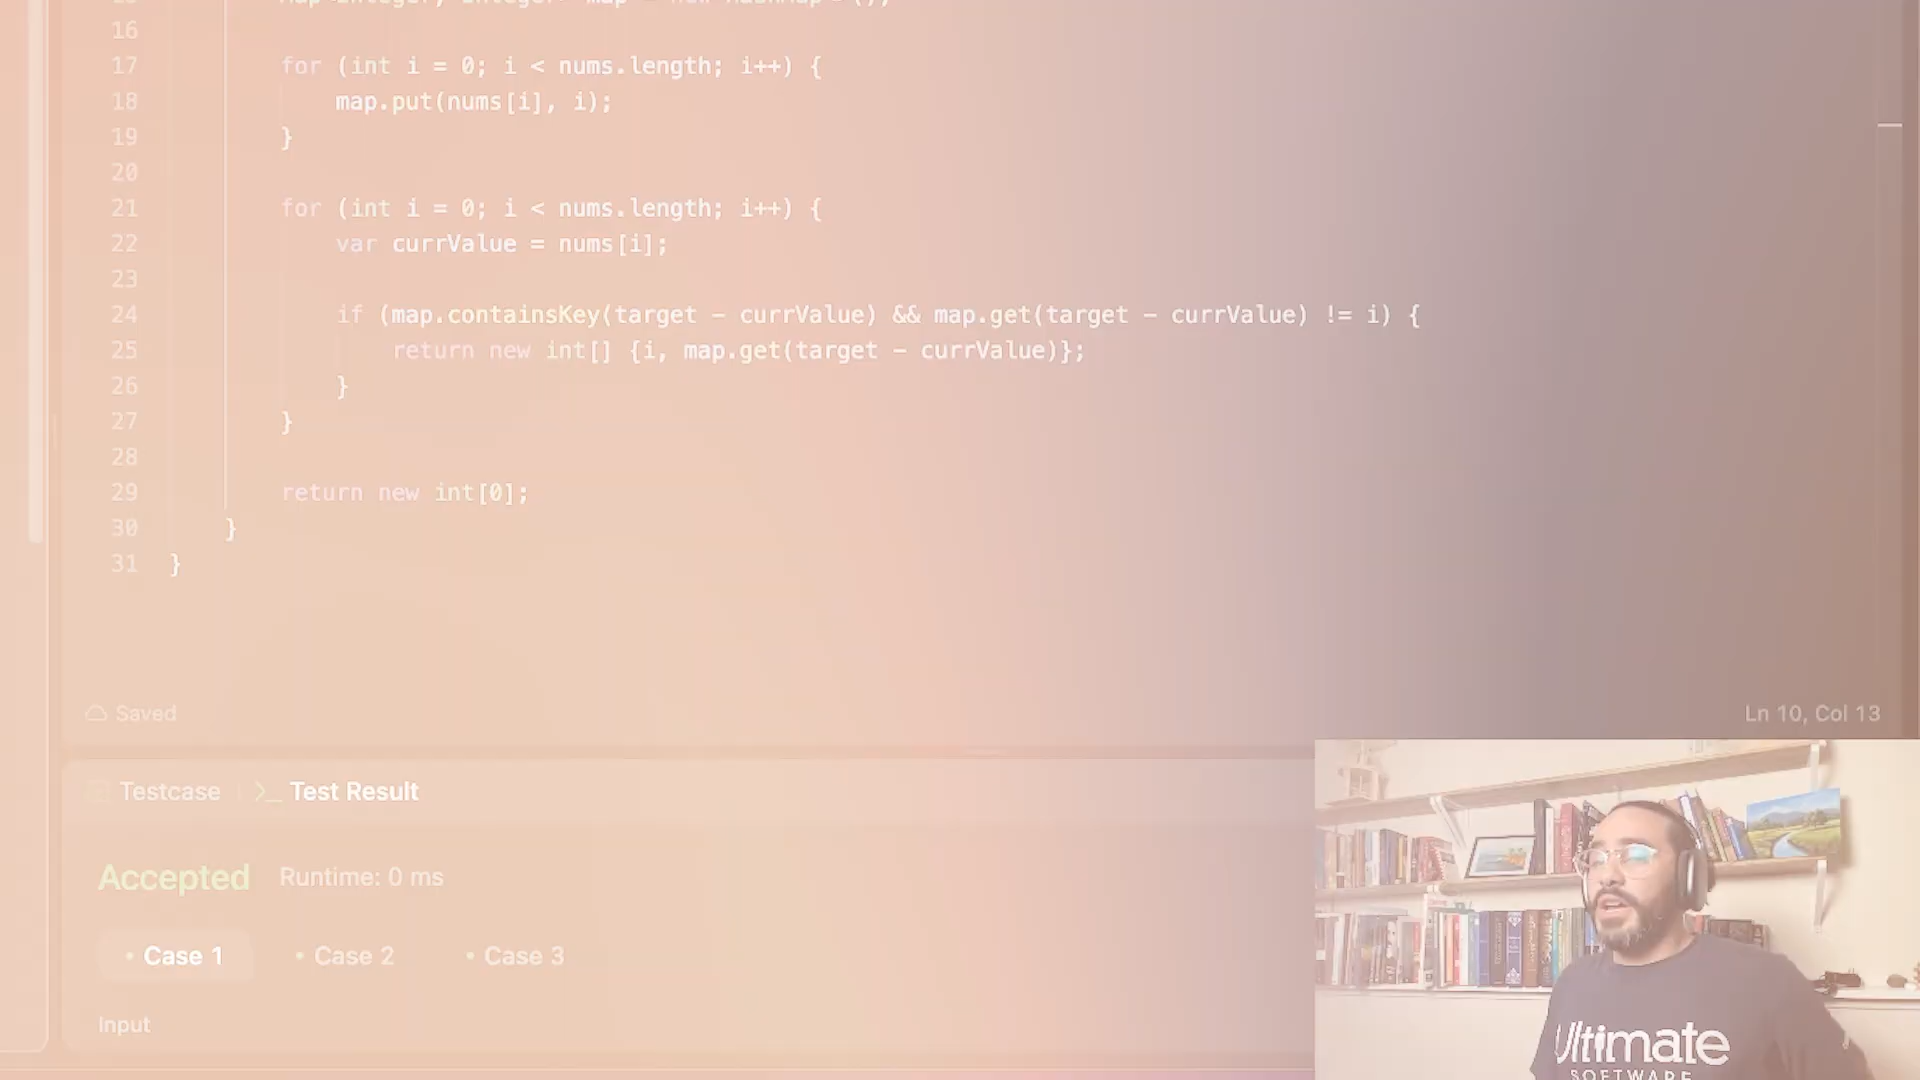 16
17 for (int i = 0; i < nums.length; i++) {
18 map.put(nums[i], i);
19 }
20
21 for (int i = 0; i < nums.length; i++) {
22 var currValue = nums[i];
23
24 if (map.containsKey(target - currValue) && map.get(target - currValue) != i) {
25 return new int[] {i, map.get(target - currValue)};
26 }
27 }
28
29 return new int[0];
30 }
31 }
Saved
Ln 10, Col 13
Testcase >_ Test Result
Accepted Runtime: 0 ms
• Case 1 • Case 2 • Case 3
Input
Ultimate
SOFTWARE